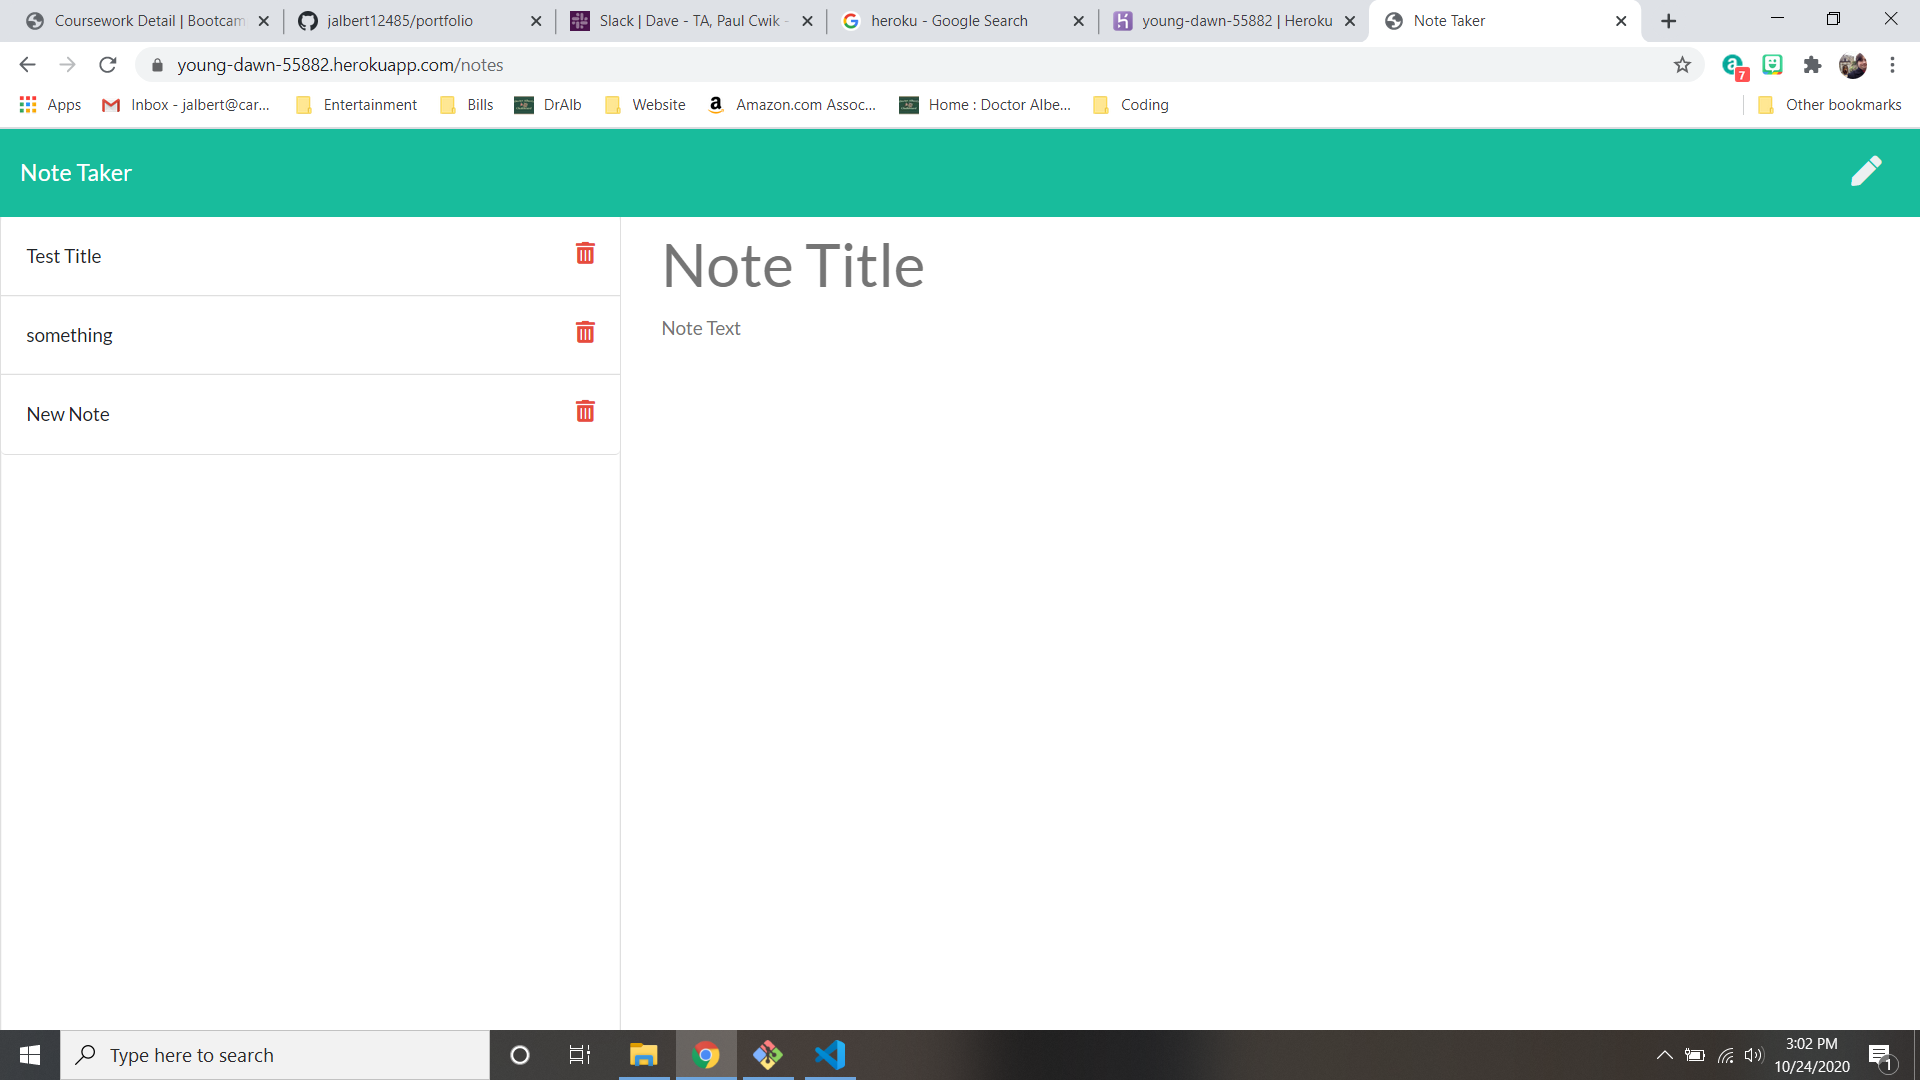 Coursework Detail | Bootcam
jalbert12485/portfolio
Slack | Dave - TA, Paul Cwik -
heroku - Google Search
young-dawn-55882 | Heroku
Note Taker
young-dawn-55882.herokuapp.com/notes
7
Apps
Inbox - jalbert@car...
Entertainment
Bills
DrAlb
Website
Amazon.com Assoc...
Home : Doctor Albe...
Coding
Other bookmarks
Note Taker
Test Title
something
New Note
Note Title
Note Text
Type here to search
3:02 PM
10/24/2020
1